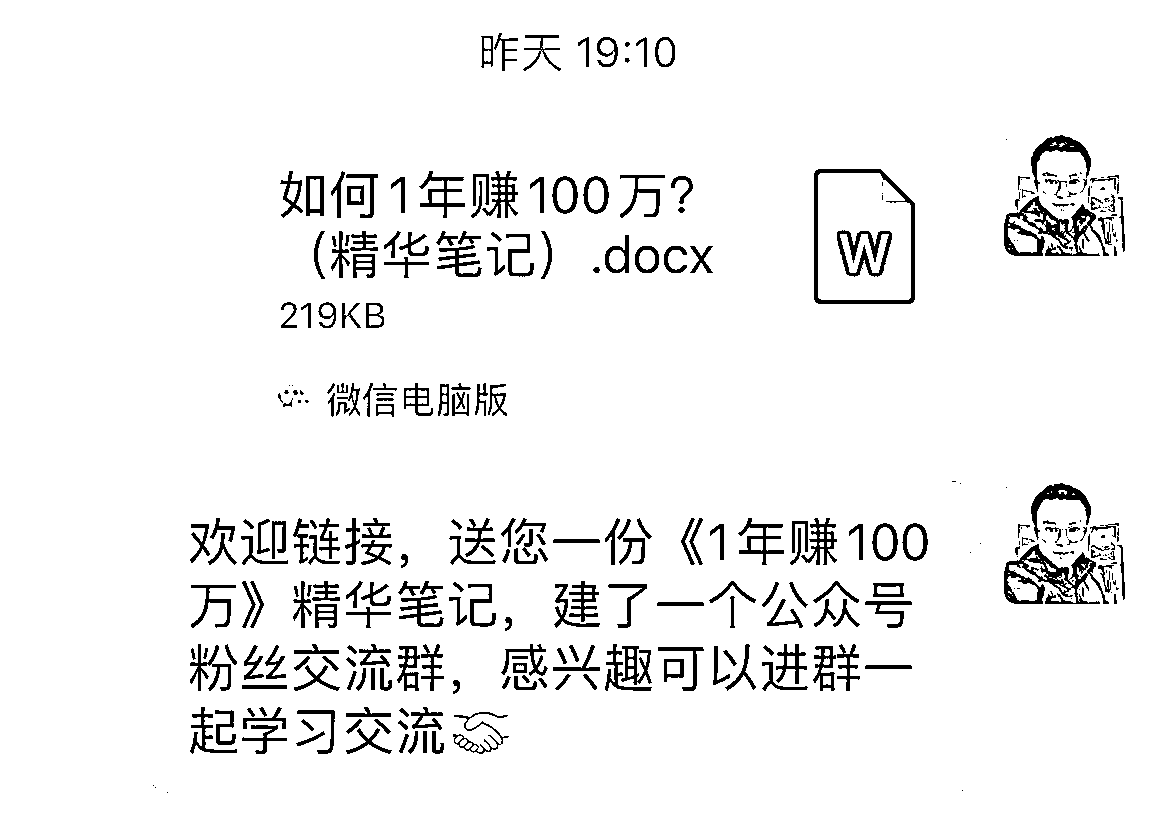 昨天 19:10
如何1年赚100万?
（精华笔记）.docx
219KB
W
微信电脑版
欢迎链接，送您一份《1年赚100
万》精华笔记，建了一个公众号
粉丝交流群，感兴趣可以进群一
起学习交流🤝